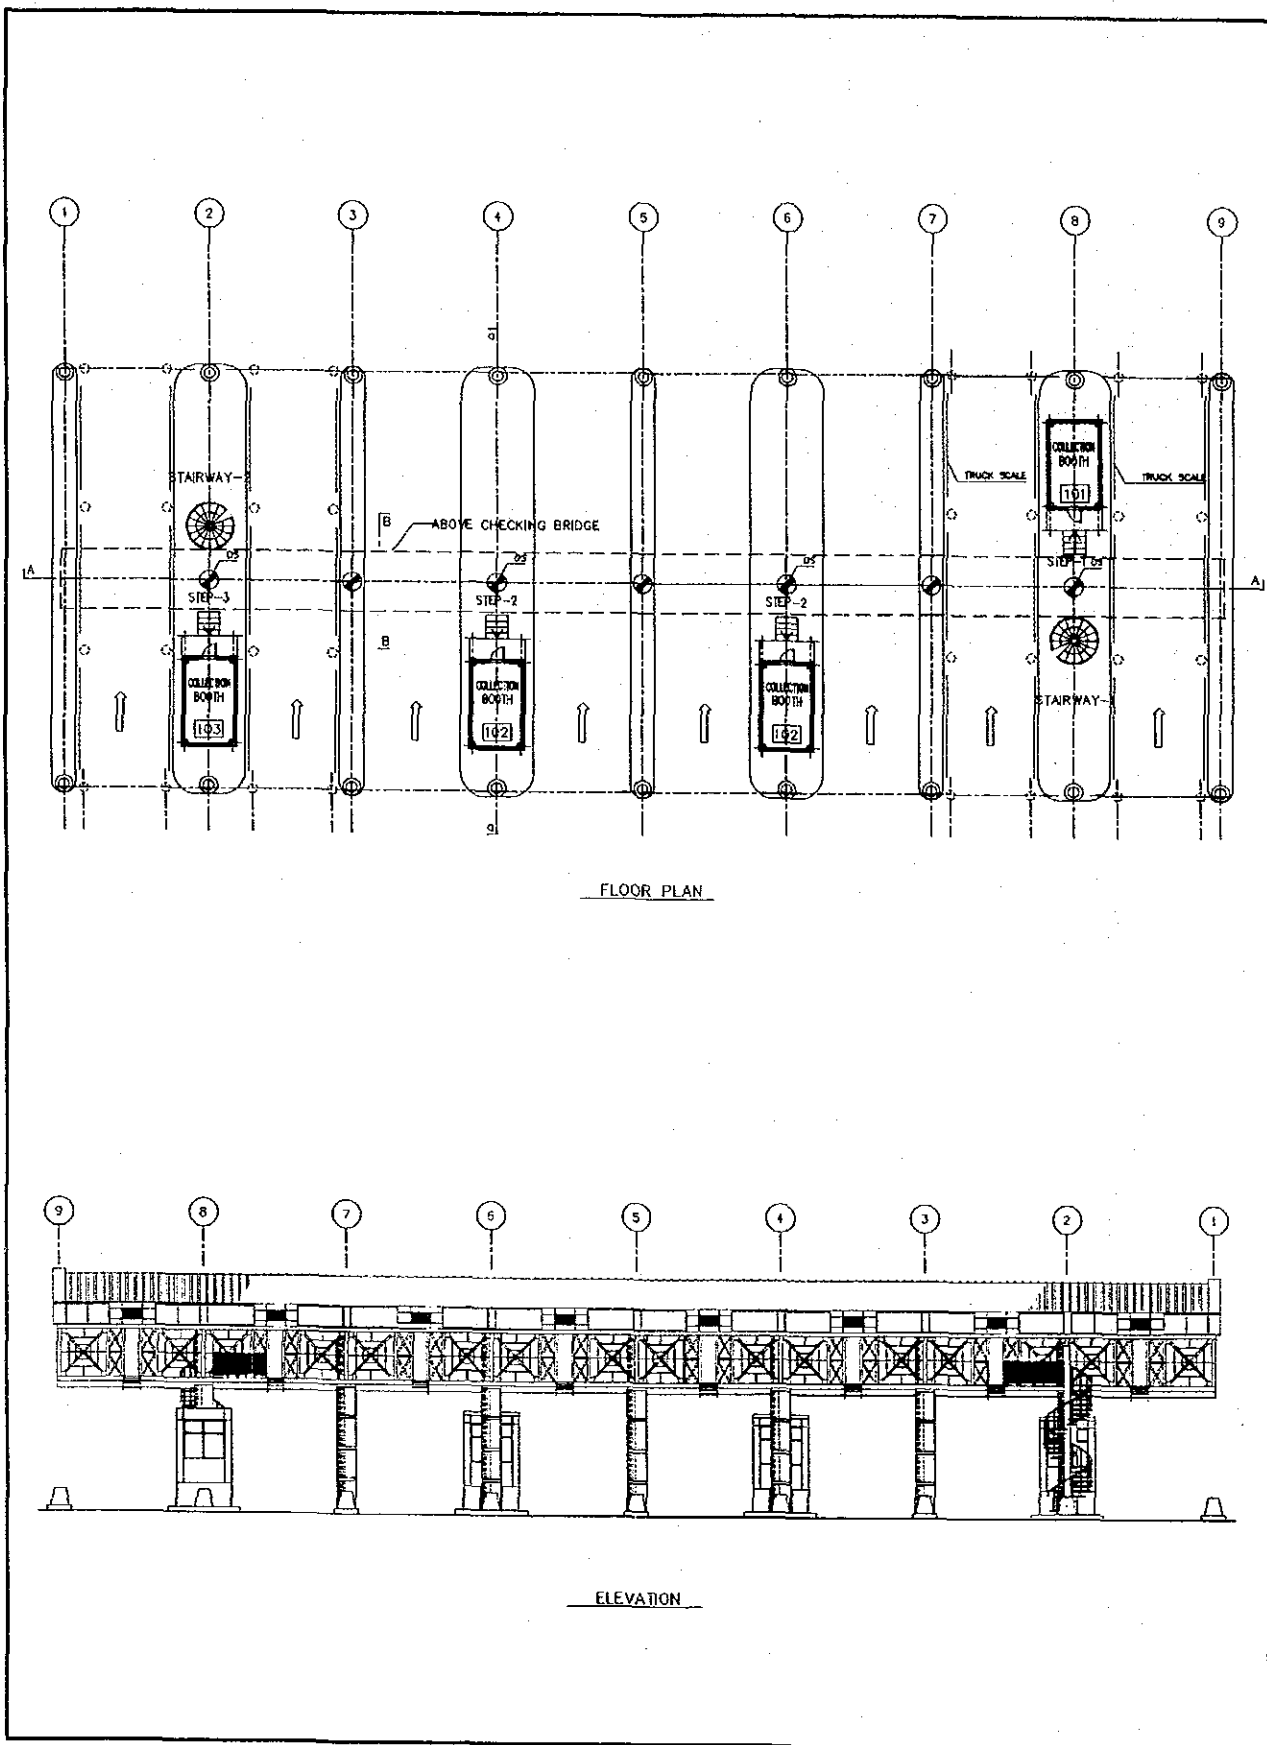 1 2 3 4 5 6 7 8 9
COLLECTION
BOOTH
101
TRUCK SCALE
TRUCK SCALE
STAIRWAY-
B
ABOVE CHECKING BRIDGE
A
STEP-1
A
STEP-3
STEP-2
STEP-2
B
COLLECTION
BOOTH
103
COLLECTION
BOOTH
102
COLLECTION
BOOTH
102
STAIRWAY-
FLOOR PLAN
9 8 7 6 5 4 3 2 1
ELEVATION